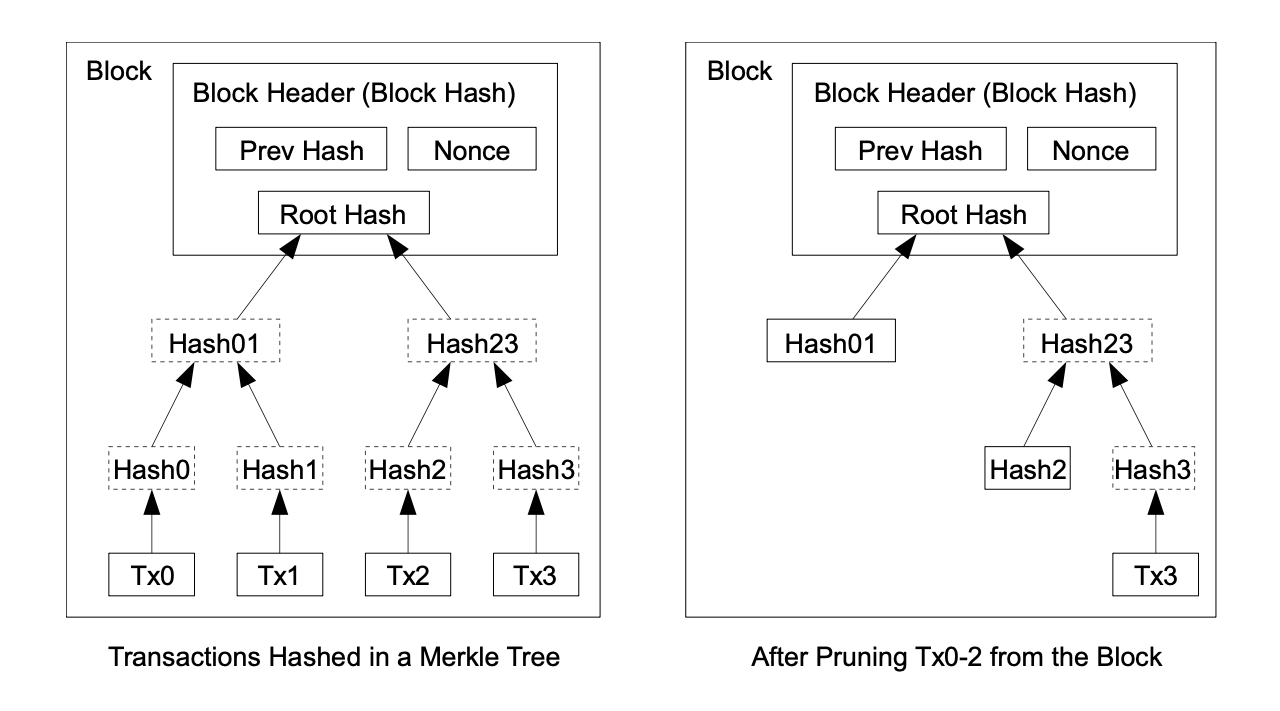 Block
Block Header (Block Hash)
Prev Hash
Nonce
Root Hash
Hash01
Hash23
Hash0
Hash1
Hash2
Hash3
Tx0
Tx1
Tx2
Tx3
Transactions Hashed in a Merkle Tree
Block
Block Header (Block Hash)
Prev Hash
Nonce
Root Hash
Hash01
Hash23
Hash2
Hash3
Tx3
After Pruning Tx0-2 from the Block